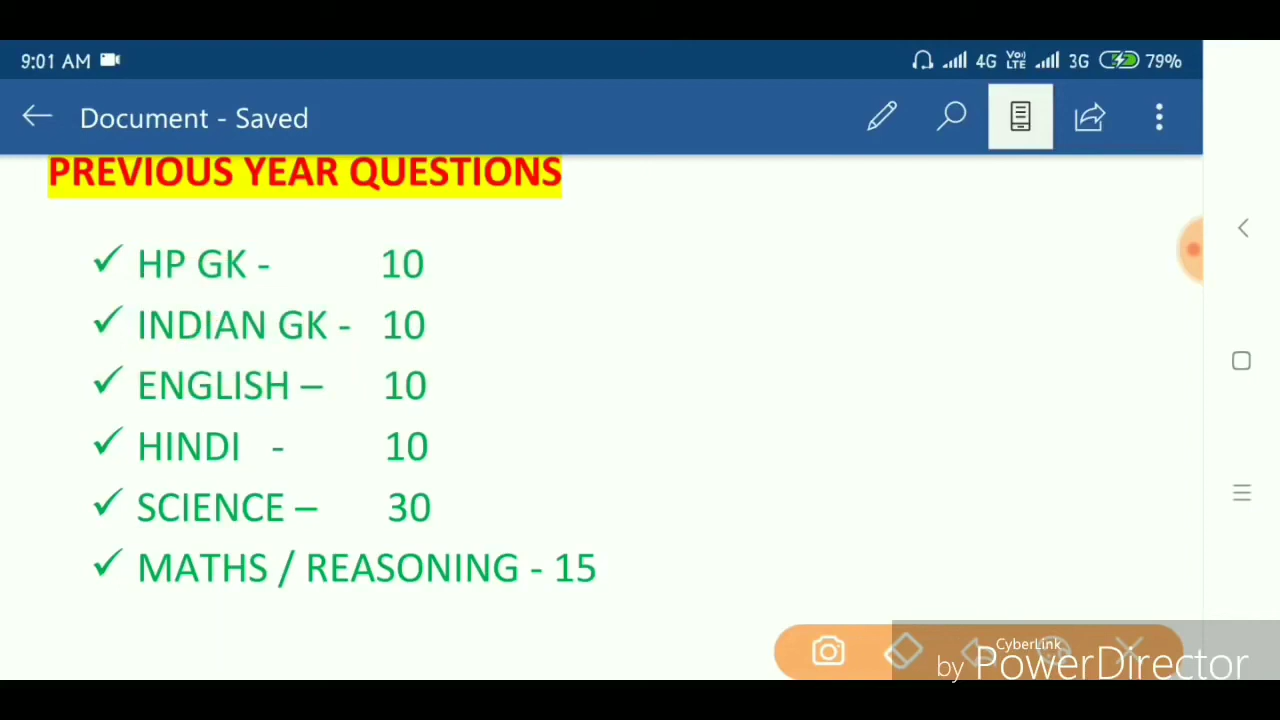 9:01 AM 4G VoLTE 3G 79%
Document - Saved
PREVIOUS YEAR QUESTIONS
✓ HP GK - 10
✓ INDIAN GK - 10
✓ ENGLISH – 10
✓ HINDI - 10
✓ SCIENCE – 30
✓ MATHS / REASONING - 15
CyberLink
by PowerDirector